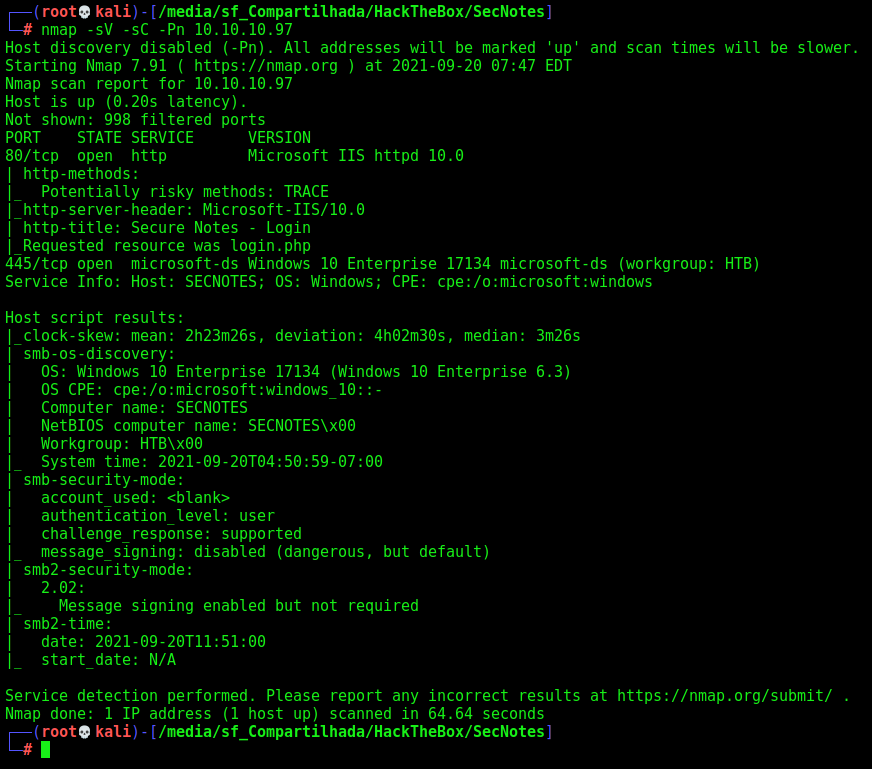 ┌──(root💀kali)-[/media/sf_Compartilhada/HackTheBox/SecNotes]
└─# nmap -sV -sC -Pn 10.10.10.97
Host discovery disabled (-Pn). All addresses will be marked 'up' and scan times will be slower.
Starting Nmap 7.91 ( https://nmap.org ) at 2021-09-20 07:47 EDT
Nmap scan report for 10.10.10.97
Host is up (0.20s latency).
Not shown: 998 filtered ports
PORT    STATE SERVICE      VERSION
80/tcp  open  http         Microsoft IIS httpd 10.0
| http-methods:
|_  Potentially risky methods: TRACE
|_http-server-header: Microsoft-IIS/10.0
| http-title: Secure Notes - Login
|_Requested resource was login.php
445/tcp open  microsoft-ds Windows 10 Enterprise 17134 microsoft-ds (workgroup: HTB)
Service Info: Host: SECNOTES; OS: Windows; CPE: cpe:/o:microsoft:windows

Host script results:
|_clock-skew: mean: 2h23m26s, deviation: 4h02m30s, median: 3m26s
| smb-os-discovery:
|   OS: Windows 10 Enterprise 17134 (Windows 10 Enterprise 6.3)
|   OS CPE: cpe:/o:microsoft:windows_10::-
|   Computer name: SECNOTES
|   NetBIOS computer name: SECNOTES\x00
|   Workgroup: HTB\x00
|_  System time: 2021-09-20T04:50:59-07:00
| smb-security-mode:
|   account_used: <blank>
|   authentication_level: user
|   challenge_response: supported
|_  message_signing: disabled (dangerous, but default)
| smb2-security-mode:
|   2.02:
|_    Message signing enabled but not required
| smb2-time:
|   date: 2021-09-20T11:51:00
|_  start_date: N/A

Service detection performed. Please report any incorrect results at https://nmap.org/submit/ .
Nmap done: 1 IP address (1 host up) scanned in 64.64 seconds
┌──(root💀kali)-[/media/sf_Compartilhada/HackTheBox/SecNotes]
└─#